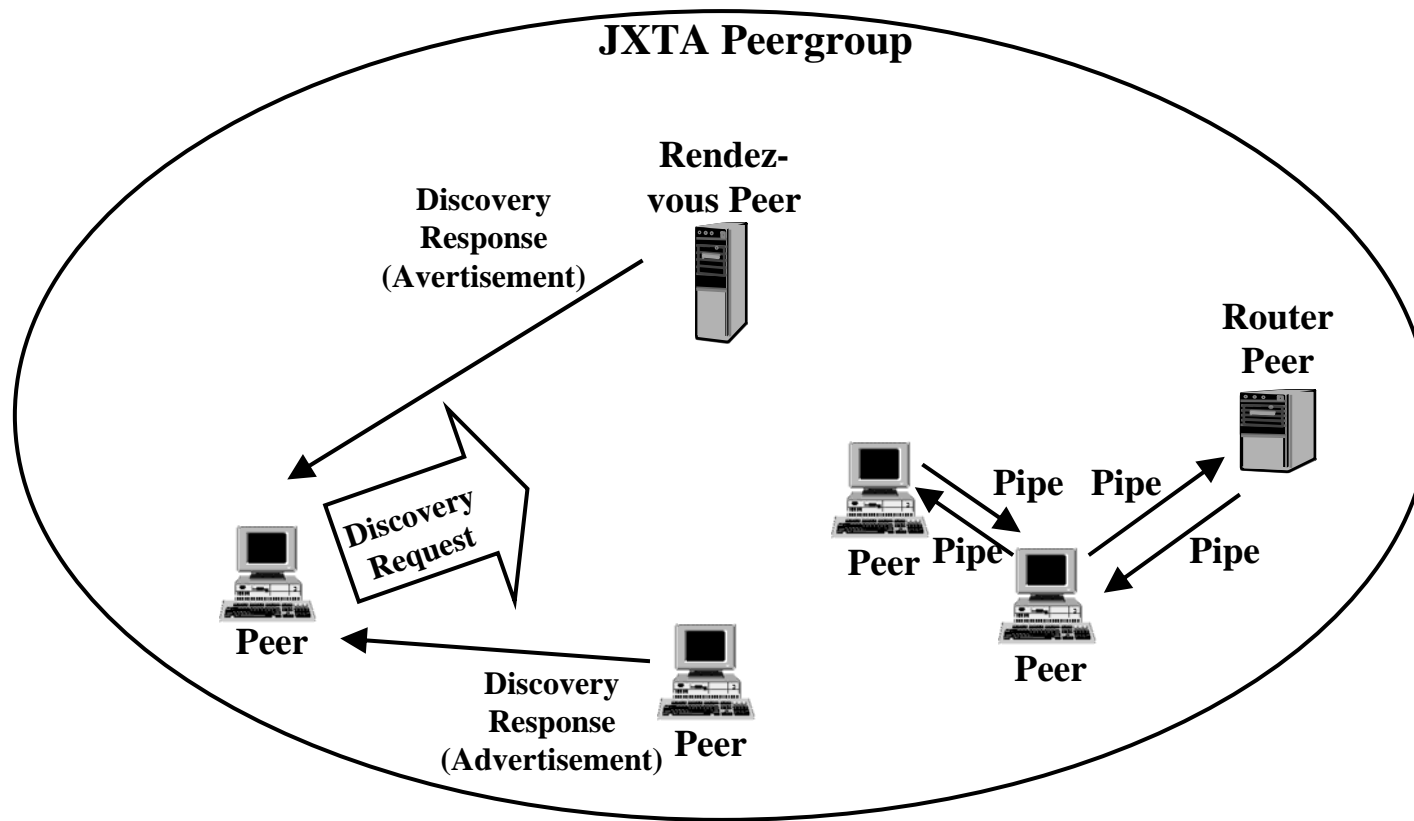 JXTA Peergroup
Rendez-
vous Peer
Discovery
Response
(Avertisement)
Router
Peer
Discovery
Request
Pipe
Pipe
Peer
Pipe
Pipe
Peer
Peer
Discovery
Response
(Advertisement)
Peer